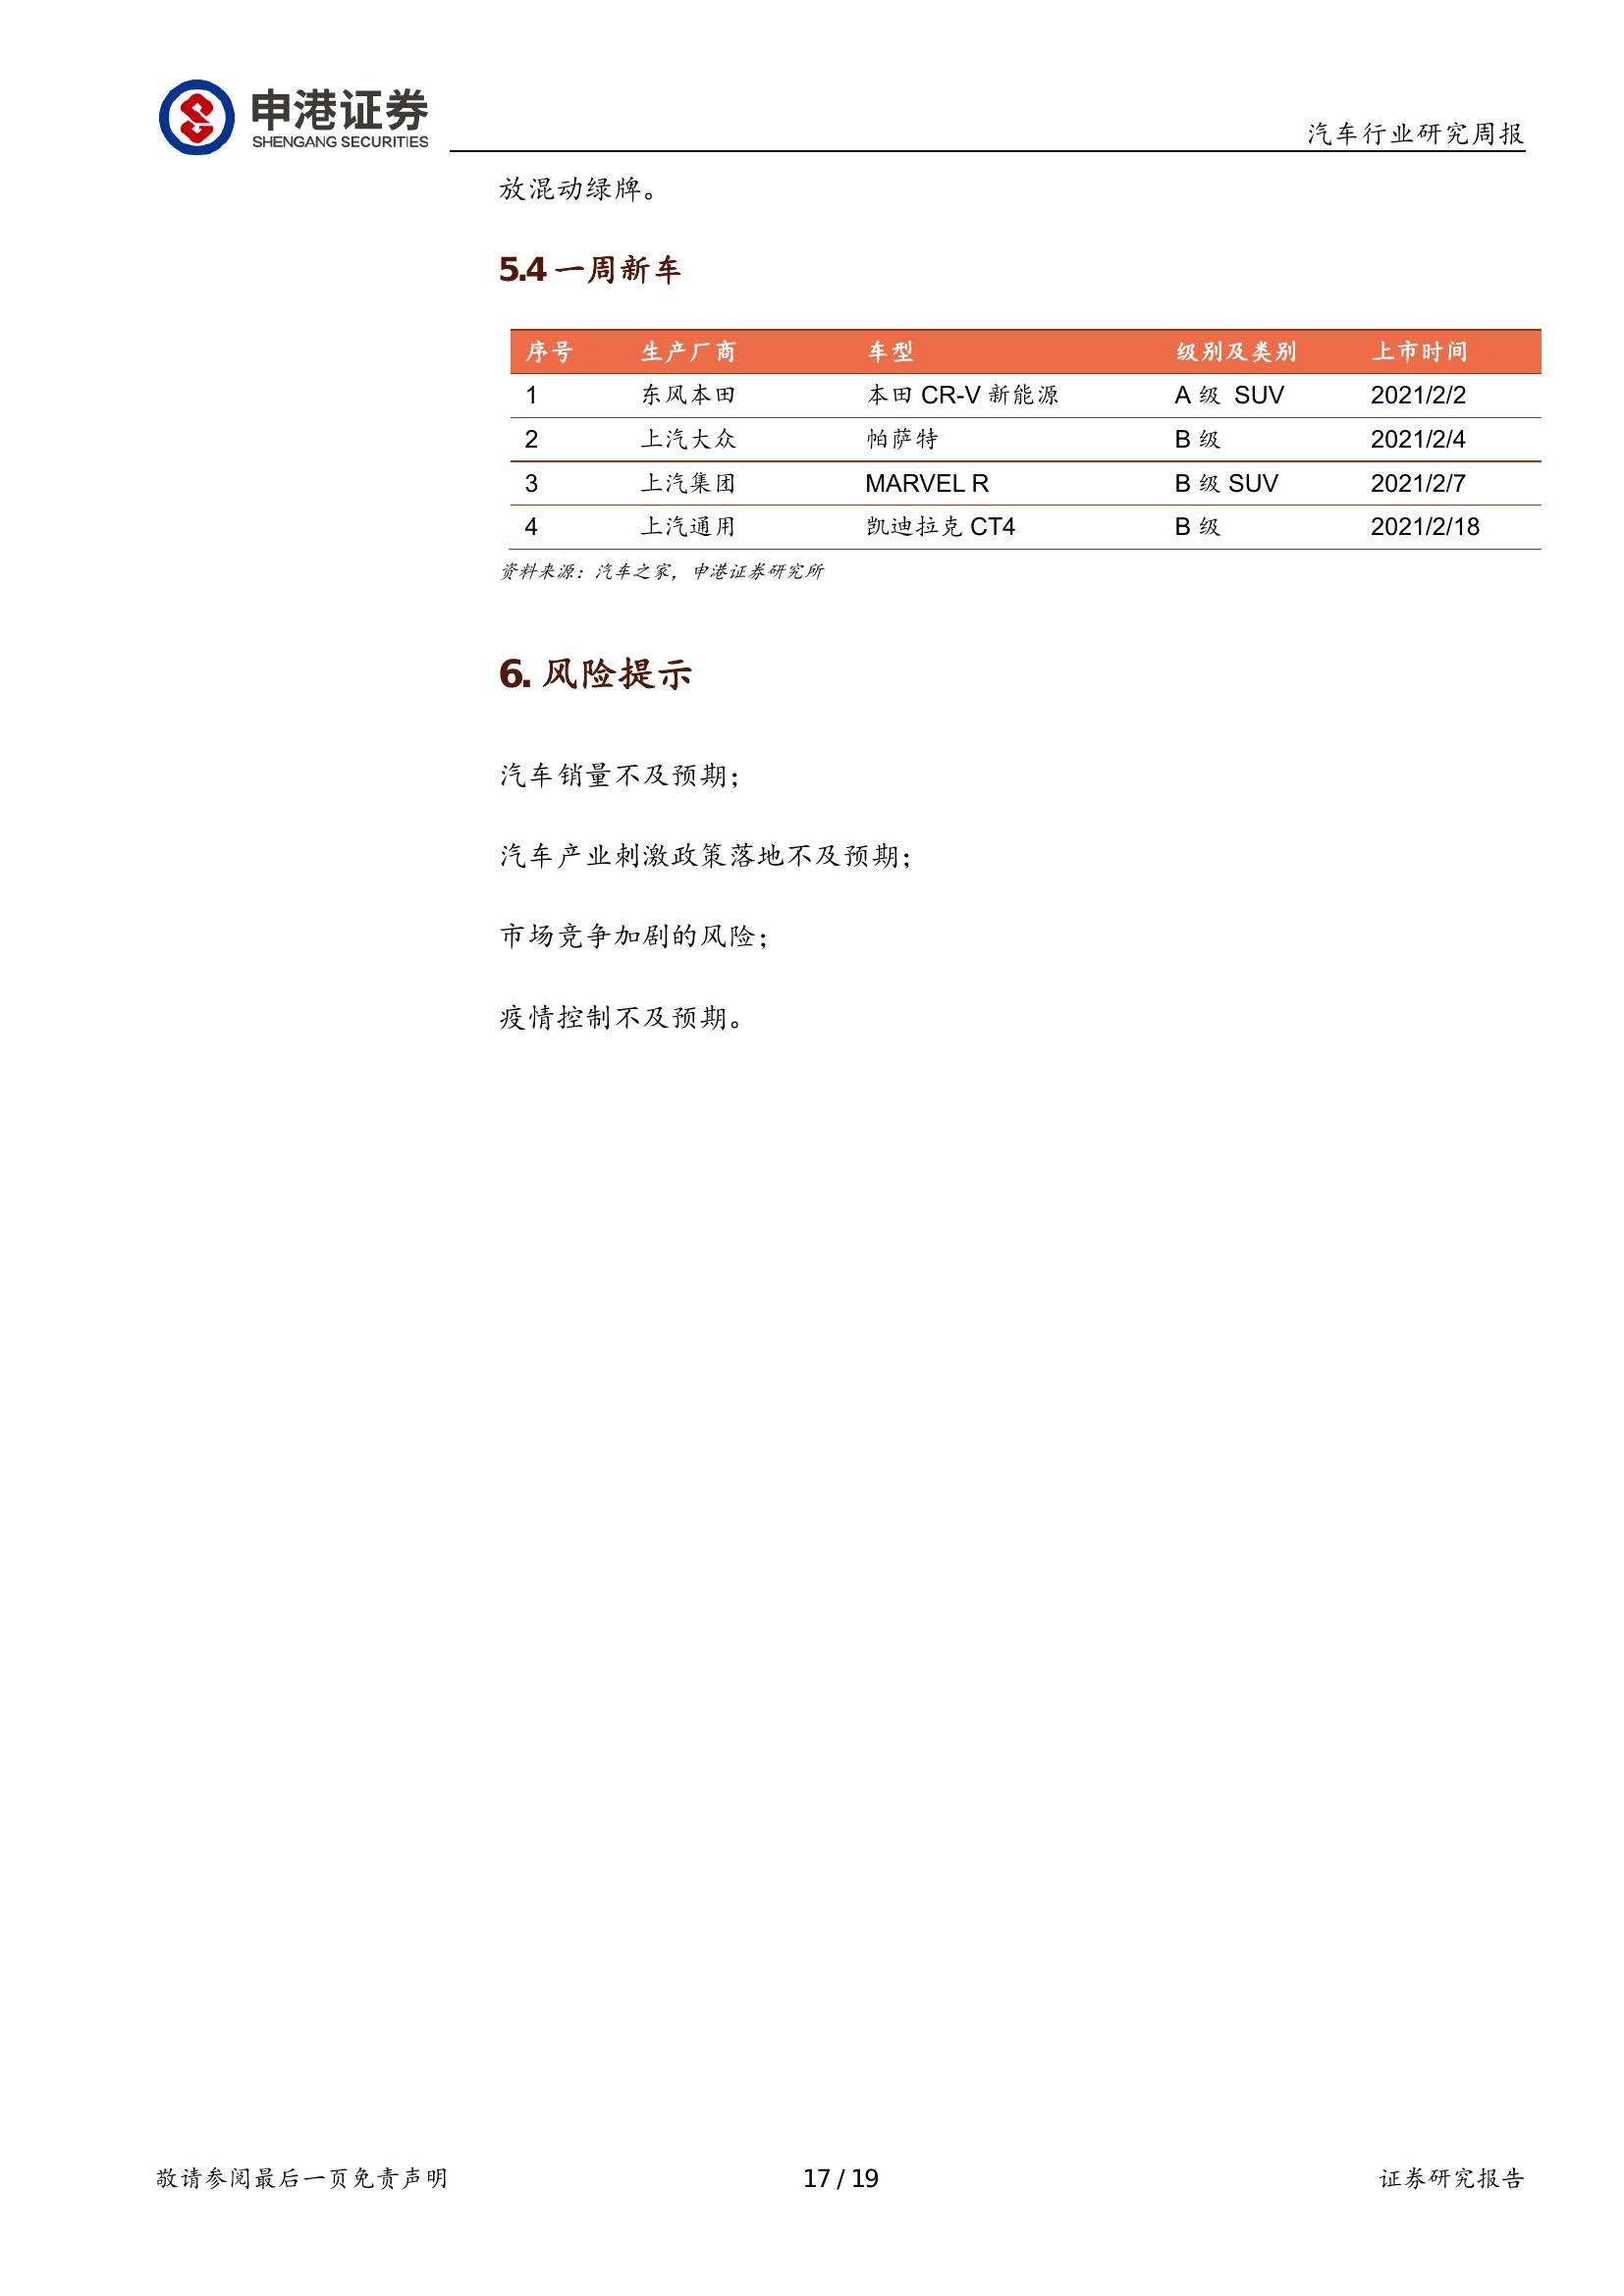 申港证券
SHENGANG SECURITIES
汽车行业研究周报
放混动绿牌。
5.4 一周新车
序号 生产厂商 车型 级别及类别 上市时间
1 东风本田 本田 CR-V 新能源 A 级 SUV 2021/2/2
2 上汽大众 帕萨特 B 级 2021/2/4
3 上汽集团 MARVEL R B 级 SUV 2021/2/7
4 上汽通用 凯迪拉克 CT4 B 级 2021/2/18
资料来源：汽车之家，申港证券研究所
6. 风险提示
汽车销量不及预期；
汽车产业刺激政策落地不及预期；
市场竞争加剧的风险；
疫情控制不及预期。
敬请参阅最后一页免责声明 17 / 19 证券研究报告